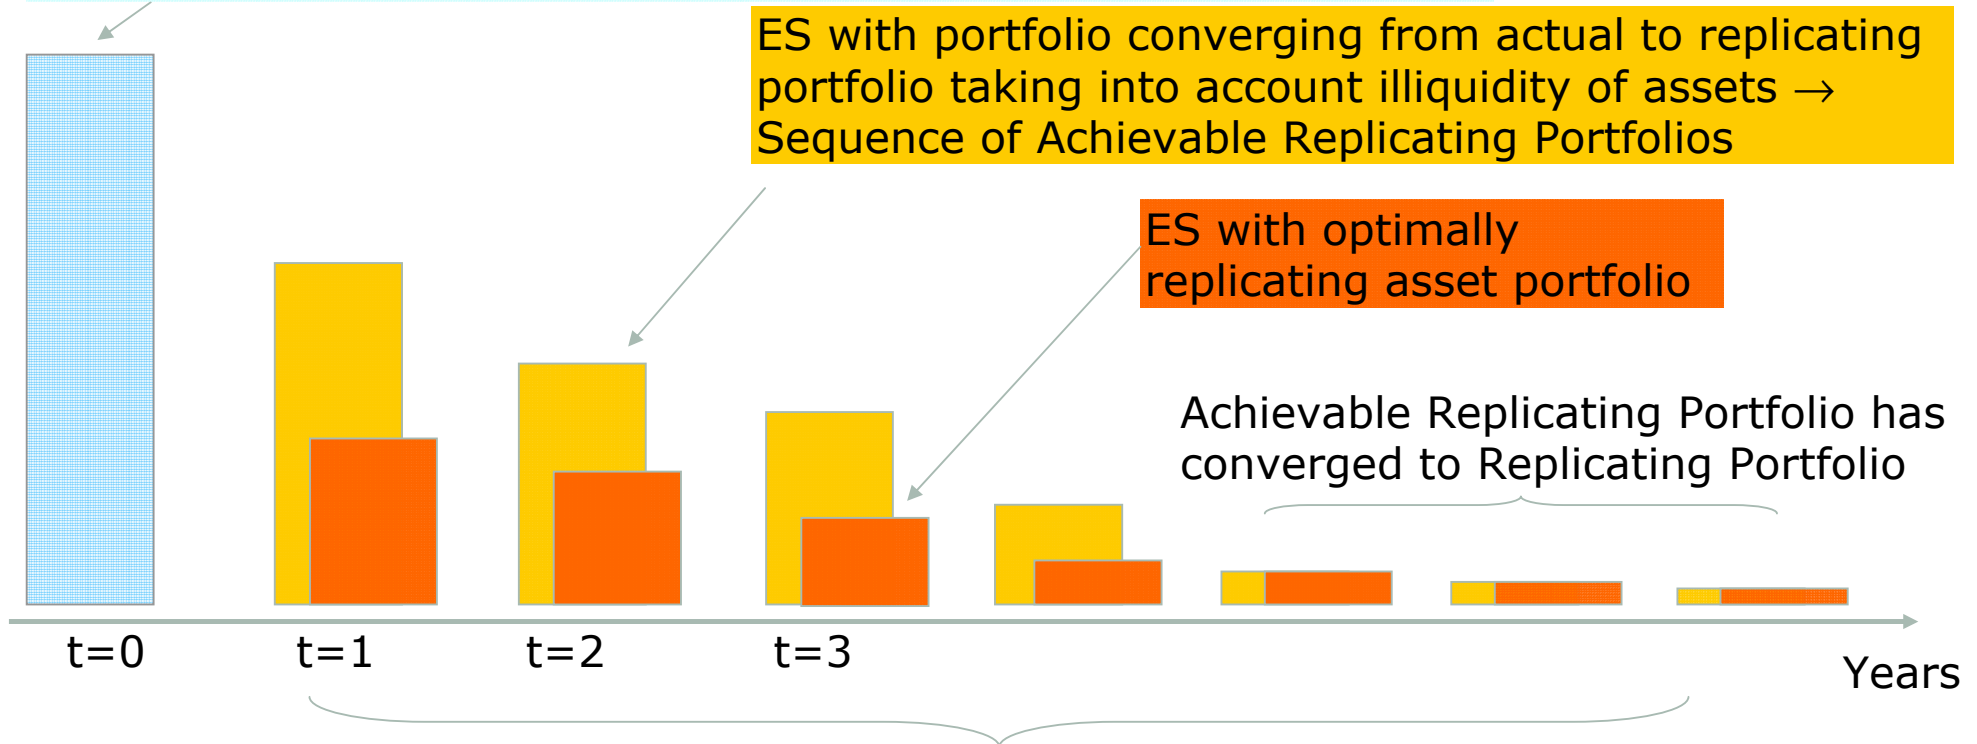 ES with portfolio converging from actual to replicating
portfolio taking into account illiquidity of assets →
Sequence of Achievable Replicating Portfolios
ES with optimally
replicating asset portfolio
Achievable Replicating Portfolio has
converged to Replicating Portfolio
t=0 t=1 t=2 t=3
Years